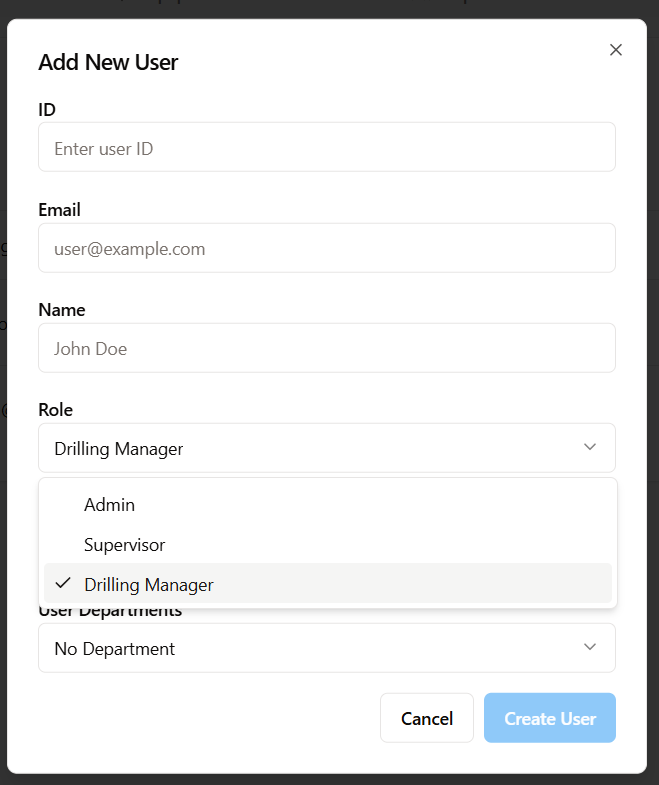 Add New User
ID
Enter user ID
Email
user@example.com
Name
John Doe
Role
Drilling Manager
Admin
Supervisor
Drilling Manager
User Departments
No Department
Cancel
Create User